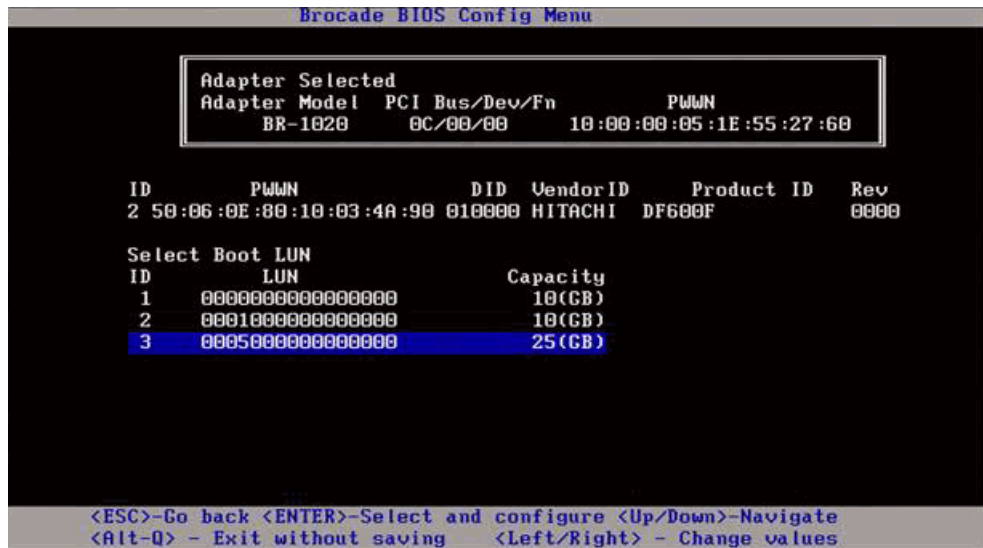 Brocade BIOS Config Menu
Adapter Selected
Adapter Model PCI Bus/Dev/Fn PWWN
BR-1020 0C/00/00 10:00:00:05:1E:55:27:60
ID PWWN DID VendorID Product ID Rev
2 50:06:0E:80:10:03:4A:90 010000 HITACHI DF600F 0000
Select Boot LUN
ID LUN Capacity
1 0000000000000000 10(GB)
2 0001000000000000 10(GB)
3 0005000000000000 25(GB)
<ESC>-Go back <ENTER>-Select and configure <Up/Down>-Navigate
<Alt-Q> - Exit without saving <Left/Right> - Change values